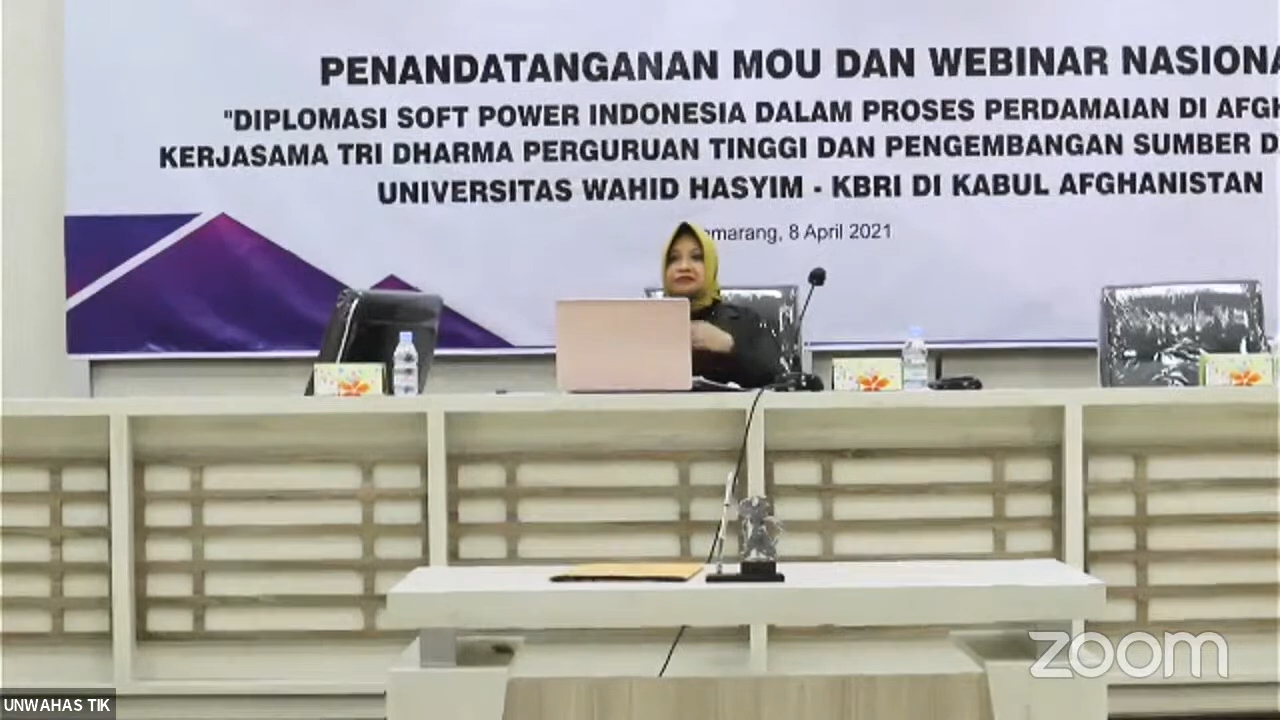 PENANDATANGANAN MOU DAN WEBINAR
"DIPLOMASI SOFT POWER INDONESIA DALAM PROSES PERDAMAIAN DI
KERJASAMA TRI DHARMA PERGURUAN TINGGI DAN PENGEMBANGAN SUMBER
UNIVERSITAS WAHID HASYIM - KBRI DI KABUL AFGHANISTAN
8 April 2021
zoom
UNWAHAS TIK